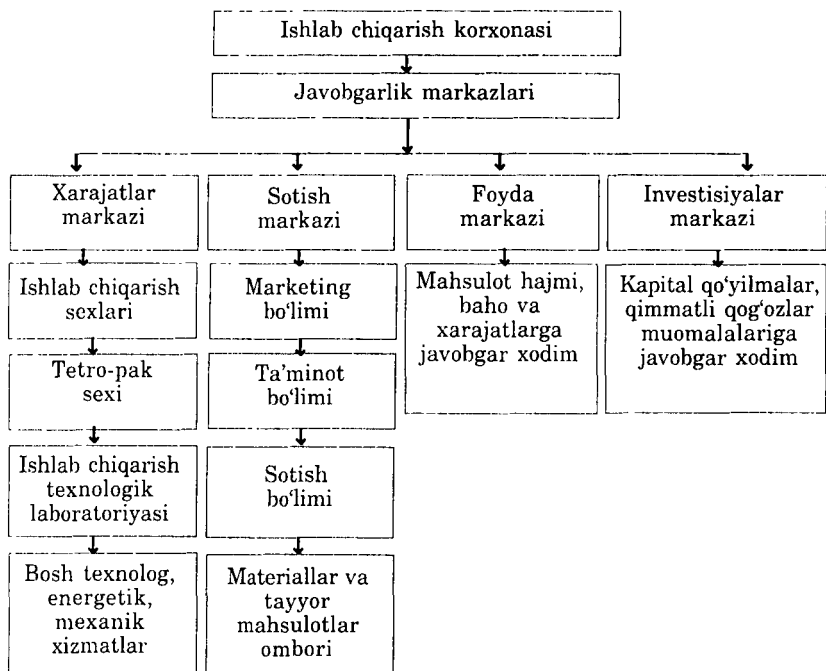 Ishlab chiqarish korxonasi
Javobgarlik markazlari
Xarajatlar
markazi
Sotish
markazi
Foyda
markazi
Investisiyalar
markazi
Ishlab chiqarish
sexlari
Marketing
bo‘limi
Mahsulot hajmi,
baho va
xarajatlarga
javobgar xodim
Kapital qo‘yilmalar,
qimmatli qog‘ozlar
muomalalariga
javobgar xodim
Tetro-pak
sexi
Ta’minot
bo‘limi
Ishlab chiqarish
texnologik
laboratoriyasi
Sotish
bo‘limi
Bosh texnolog,
energetik,
mexanik
xizmatlar
Materiallar va
tayyor
mahsulotlar
ombori